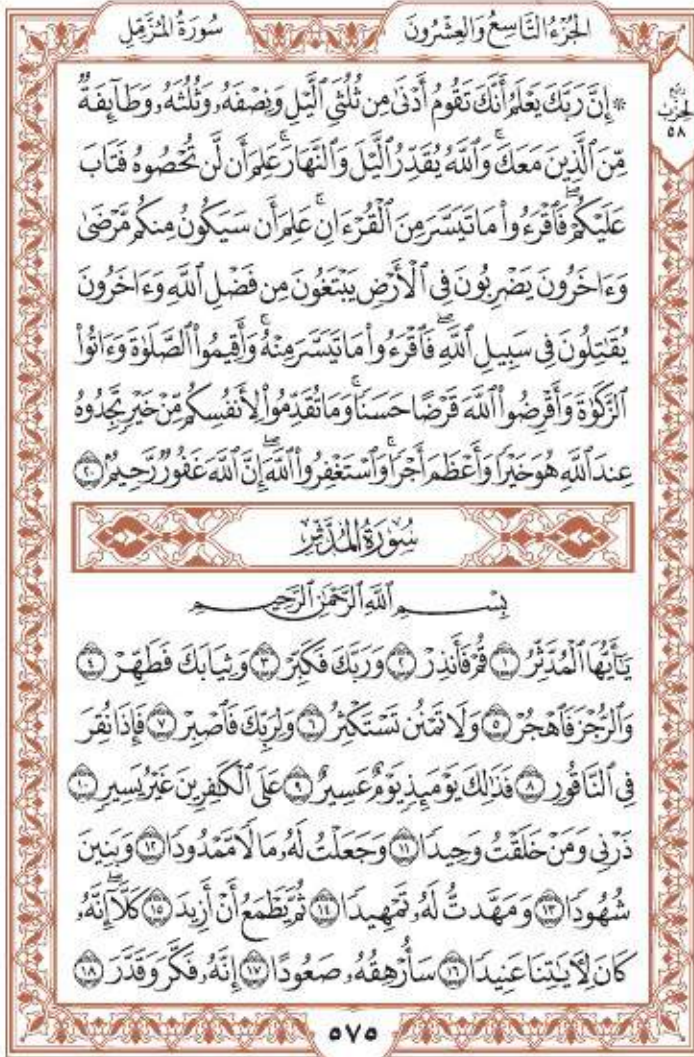 الجُزْءُ التَّاسِعُ وَالعِشْرُونَ
سُورَةُ المُزَّمِّل
رُبْع
الحِزْب
٥٨
۞ إِنَّ رَبَّكَ يَعْلَمُ أَنَّكَ تَقُومُ أَدْنَىٰ مِن ثُلُثَيِ ٱلَّيْلِ وَنِصْفَهُۥ وَثُلُثَهُۥ وَطَآئِفَةٌ
مِّنَ ٱلَّذِينَ مَعَكَۚ وَٱللَّهُ يُقَدِّرُ ٱلَّيْلَ وَٱلنَّهَارَۚ عَلِمَ أَن لَّن تُحْصُوهُ فَتَابَ
عَلَيْكُمْۖ فَٱقْرَءُوا۟ مَا تَيَسَّرَ مِنَ ٱلْقُرْءَانِۚ عَلِمَ أَن سَيَكُونُ مِنكُم مَّرْضَىٰ
وَءَاخَرُونَ يَضْرِبُونَ فِى ٱلْأَرْضِ يَبْتَغُونَ مِن فَضْلِ ٱللَّهِ وَءَاخَرُونَ
يُقَٰتِلُونَ فِى سَبِيلِ ٱللَّهِۖ فَٱقْرَءُوا۟ مَا تَيَسَّرَ مِنْهُۚ وَأَقِيمُوا۟ ٱلصَّلَوٰةَ وَءَاتُوا۟
ٱلزَّكَوٰةَ وَأَقْرِضُوا۟ ٱللَّهَ قَرْضًا حَسَنًاۚ وَمَا تُقَدِّمُوا۟ لِأَنفُسِكُم مِّنْ خَيْرٍ تَجِدُوهُ
عِندَ ٱللَّهِ هُوَ خَيْرًا وَأَعْظَمَ أَجْرًاۚ وَٱسْتَغْفِرُوا۟ ٱللَّهَۖ إِنَّ ٱللَّهَ غَفُورٌ رَّحِيمٌۢ ٢٠
سُورَةُ المُدَّثِّر
بِسْمِ ٱللَّهِ ٱلرَّحْمَٰنِ ٱلرَّحِيمِ
يَٰٓأَيُّهَا ٱلْمُدَّثِّرُ ١ قُمْ فَأَنذِرْ ٢ وَرَبَّكَ فَكَبِّرْ ٣ وَثِيَابَكَ فَطَهِّرْ ٤
وَٱلرُّجْزَ فَٱهْجُرْ ٥ وَلَا تَمْنُن تَسْتَكْثِرُ ٦ وَلِرَبِّكَ فَٱصْبِرْ ٧ فَإِذَا نُقِرَ
فِى ٱلنَّاقُورِ ٨ فَذَٰلِكَ يَوْمَئِذٍ يَوْمٌ عَسِيرٌ ٩ عَلَى ٱلْكَٰفِرِينَ غَيْرُ يَسِيرٍ ١٠
ذَرْنِى وَمَنْ خَلَقْتُ وَحِيدًا ١١ وَجَعَلْتُ لَهُۥ مَالًا مَّمْدُودًا ١٢ وَبَنِينَ
شُهُودًا ١٣ وَمَهَّدتُّ لَهُۥ تَمْهِيدًا ١٤ ثُمَّ يَطْمَعُ أَنْ أَزِيدَ ١٥ كَلَّآۖ إِنَّهُۥ
كَانَ لِءَايَٰتِنَا عَنِيدًا ١٦ سَأُرْهِقُهُۥ صَعُودًا ١٧ إِنَّهُۥ فَكَّرَ وَقَدَّرَ ١٨
٥٧٥